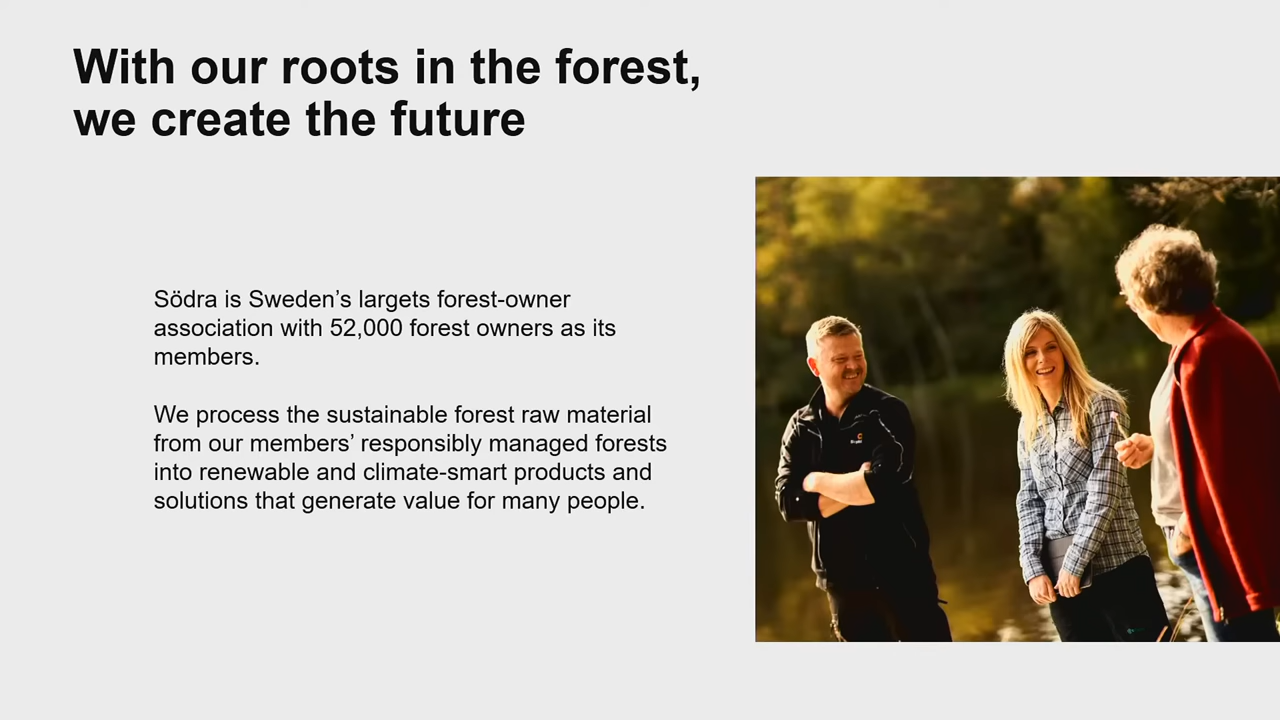 With our roots in the forest,
we create the future
Södra is Sweden’s largets forest-owner
association with 52,000 forest owners as its
members.
We process the sustainable forest raw material
from our members’ responsibly managed forests
into renewable and climate-smart products and
solutions that generate value for many people.